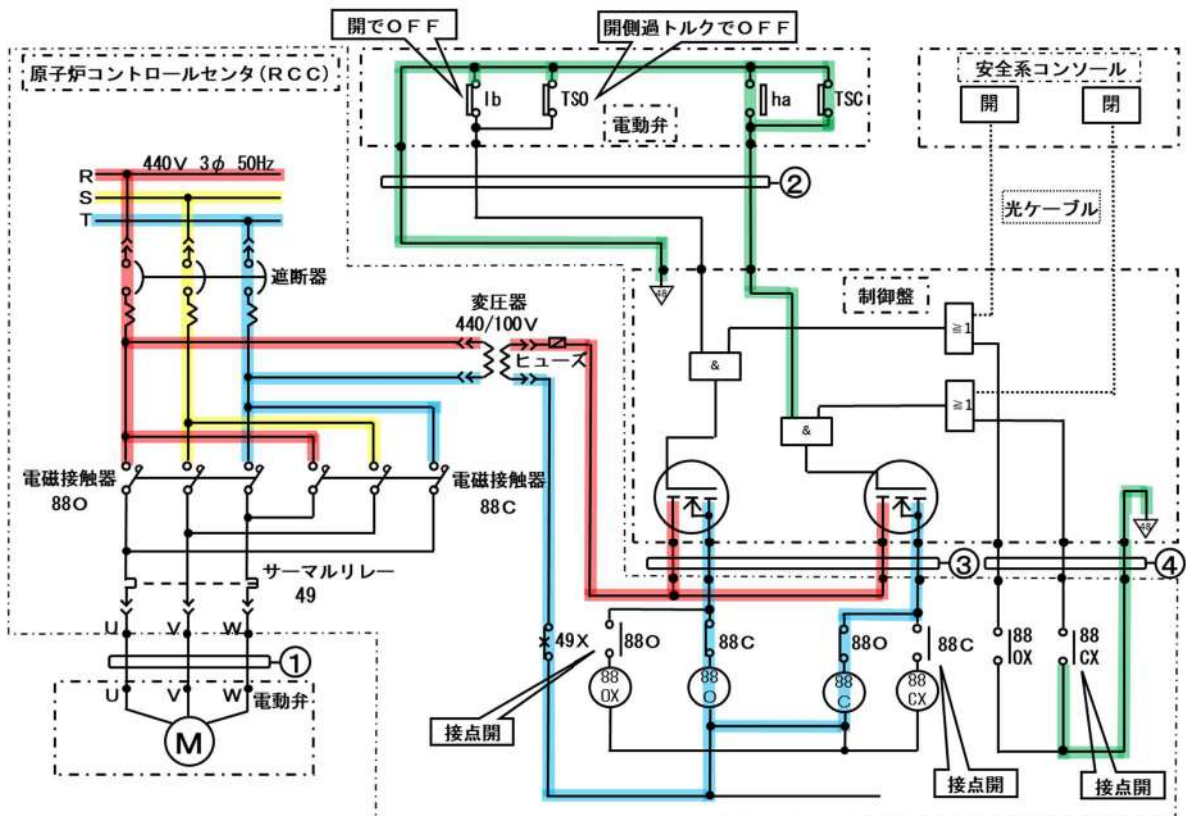 開でOFF
開側過トルクでOFF
原子炉コントロールセンタ(RCC)
安全系コンソール
開
閉
lb
TSO
ha
TSC
電動弁
440V 3φ 50Hz
R
S
T
②
光ケーブル
遮断器
48
制御盤
変圧器
440/100V
ヒューズ
≧1
&
≧1
&
電磁接触器
88O
電磁接触器
88C
48
サーマルリレー
49
③
④
U
V
W
①
49X
88O
88C
88O
88C
88
OX
88
CX
U
V
W
電動弁
M
88
OX
88
O
88
C
88
CX
接点開
接点開
接点開